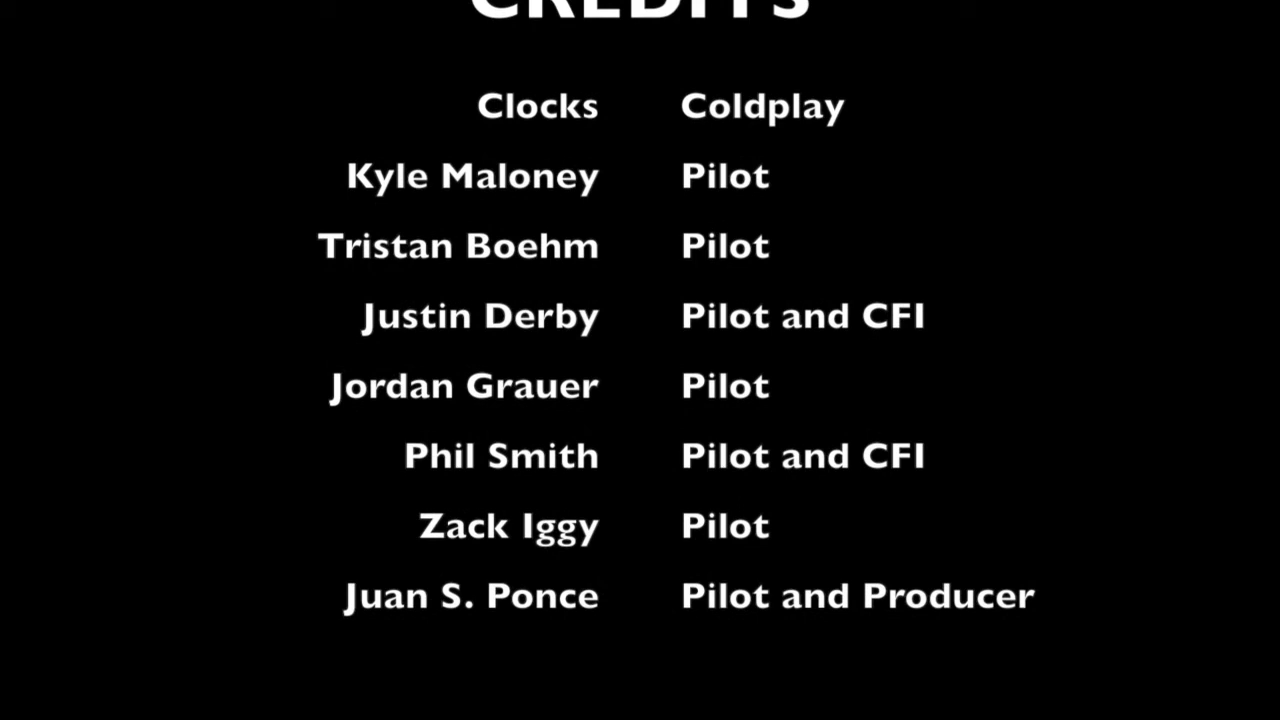 CREDITS
Clocks Coldplay
Kyle Maloney Pilot
Tristan Boehm Pilot
Justin Derby Pilot and CFI
Jordan Grauer Pilot
Phil Smith Pilot and CFI
Zack Iggy Pilot
Juan S. Ponce Pilot and Producer